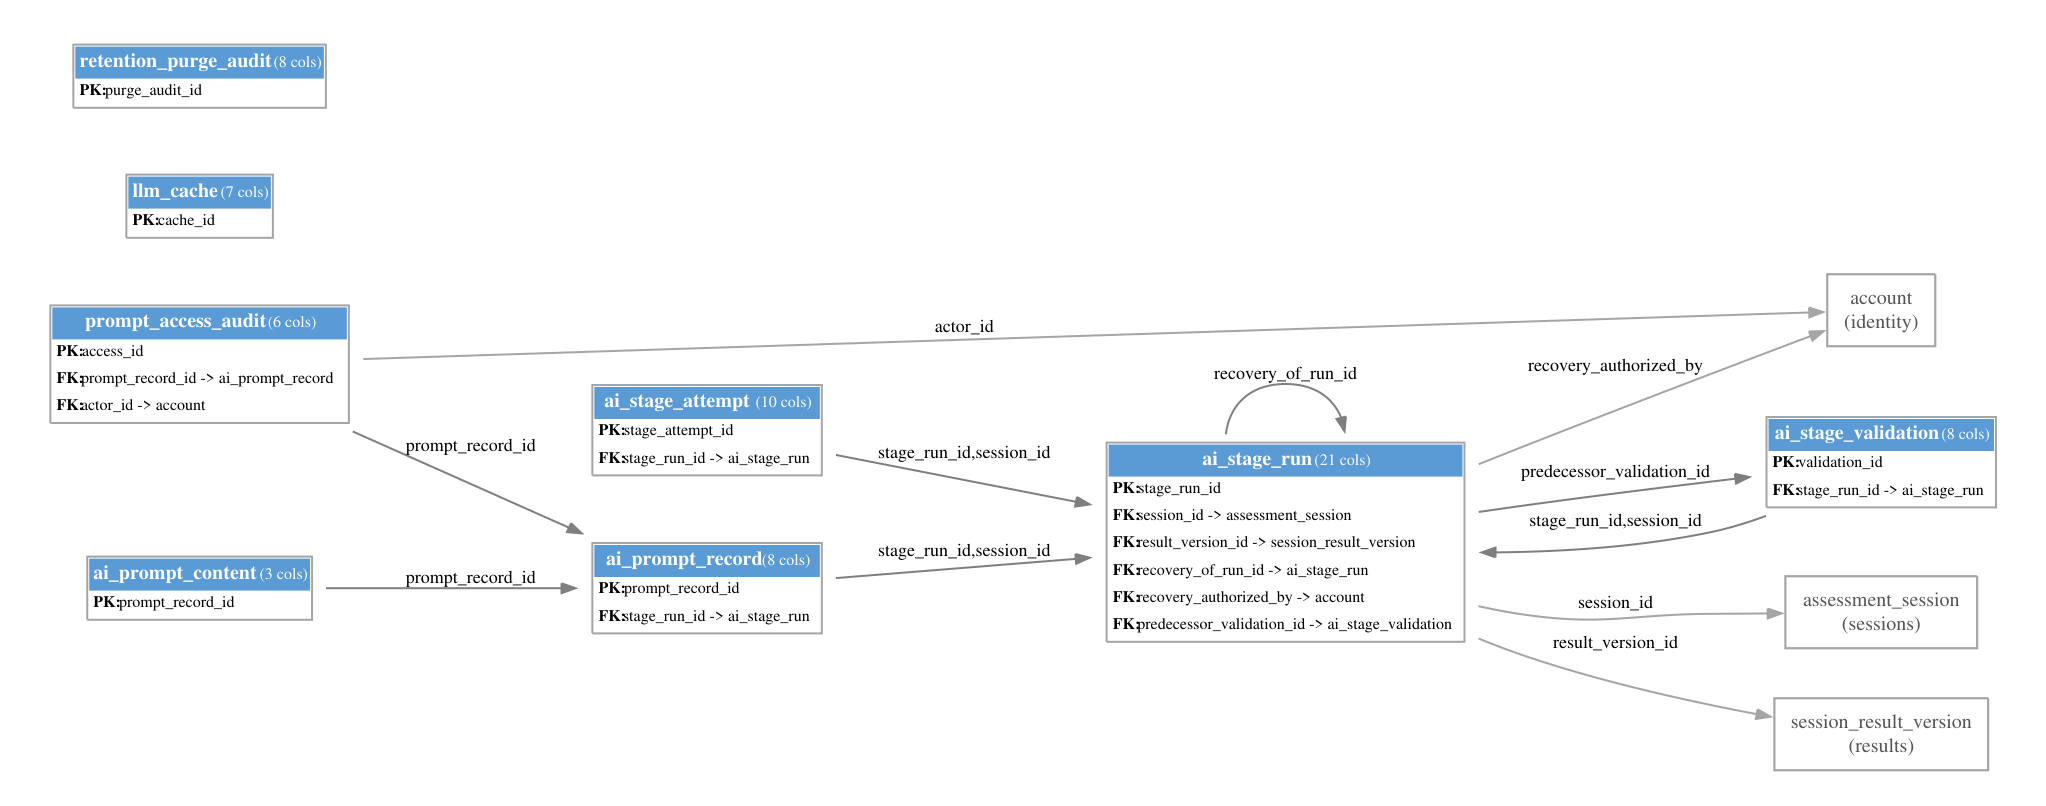 retention_purge_audit (8 cols)
PK:purge_audit_id
llm_cache (7 cols)
PK:cache_id
prompt_access_audit (6 cols)
PK:access_id
FK:prompt_record_id -> ai_prompt_record
FK:actor_id -> account
ai_prompt_content (3 cols)
PK:prompt_record_id
actor_id
prompt_record_id
prompt_record_id
ai_stage_attempt (10 cols)
PK:stage_attempt_id
FK:stage_run_id -> ai_stage_run
ai_prompt_record (8 cols)
PK:prompt_record_id
FK:stage_run_id -> ai_stage_run
stage_run_id,session_id
stage_run_id,session_id
recovery_of_run_id
ai_stage_run (21 cols)
PK:stage_run_id
FK:session_id -> assessment_session
FK:result_version_id -> session_result_version
FK:recovery_of_run_id -> ai_stage_run
FK:recovery_authorized_by -> account
FK:predecessor_validation_id -> ai_stage_validation
recovery_authorized_by
predecessor_validation_id
stage_run_id,session_id
session_id
result_version_id
account
(identity)
ai_stage_validation (8 cols)
PK:validation_id
FK:stage_run_id -> ai_stage_run
assessment_session
(sessions)
session_result_version
(results)